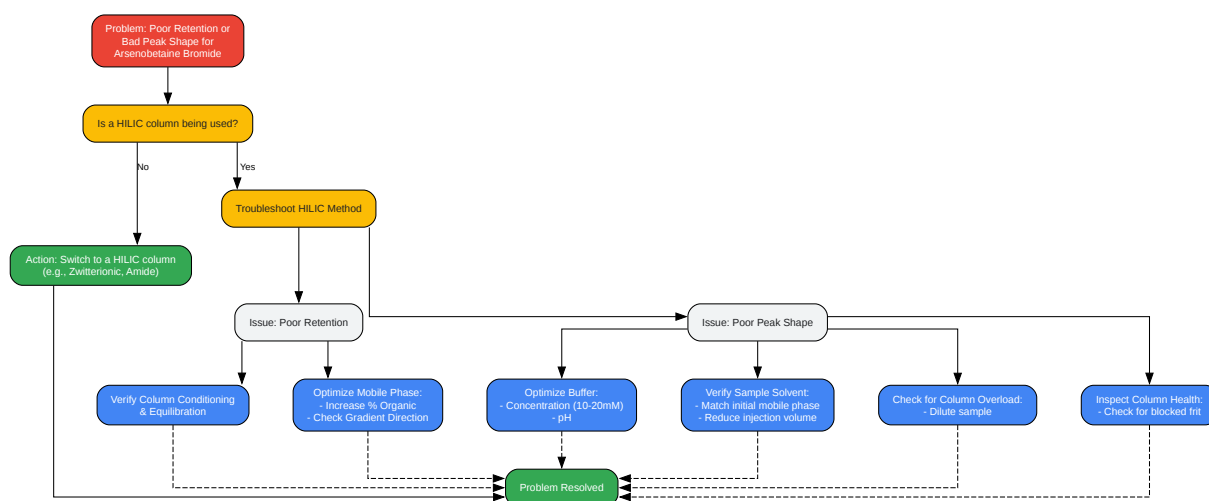 Problem: Poor Retention or
Bad Peak Shape for
Arsenobetaine Bromide
Is a HILIC column being used?
No
Yes
Troubleshoot HILIC Method
Action: Switch to a HILIC column
(e.g., Zwitterionic, Amide)
Issue: Poor Retention
Issue: Poor Peak Shape
Verify Column Conditioning
& Equilibration
Optimize Mobile Phase:
- Increase % Organic
- Check Gradient Direction
Optimize Buffer:
- Concentration (10-20mM)
- pH
Verify Sample Solvent:
- Match initial mobile phase
- Reduce injection volume
Check for Column Overload:
- Dilute sample
Inspect Column Health:
- Check for blocked frit
Problem Resolved